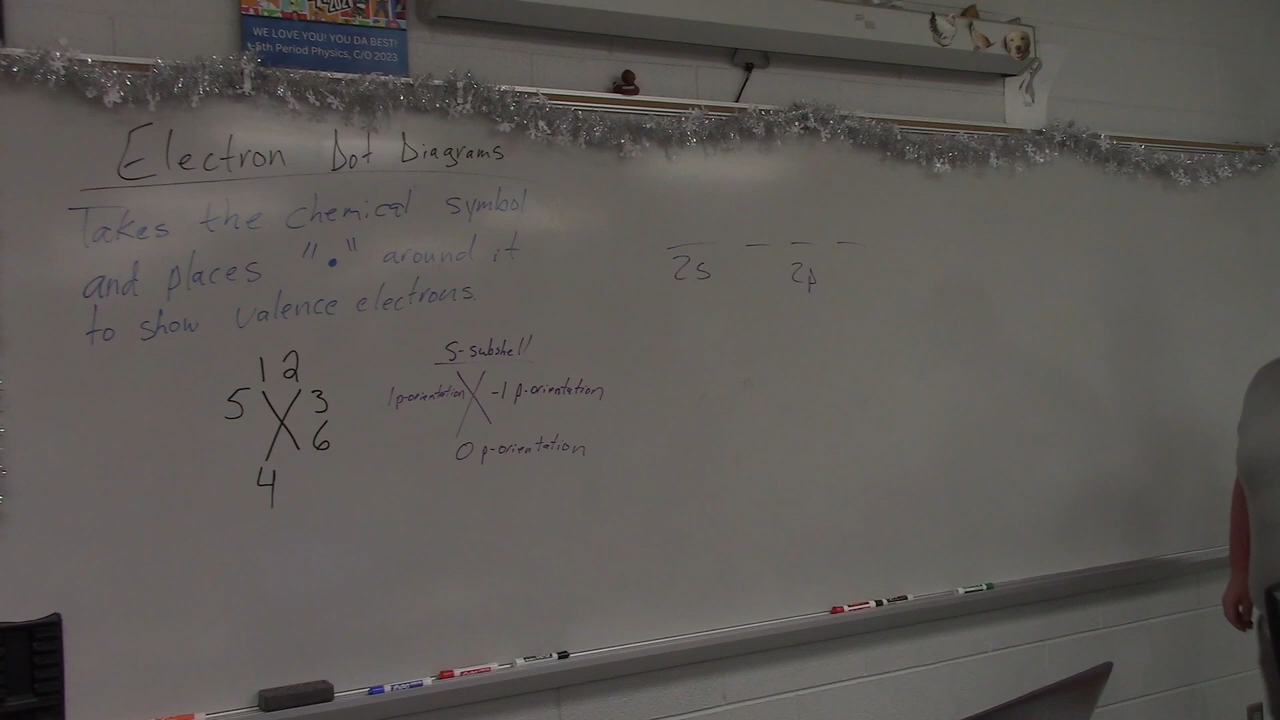 WE LOVE YOU! YOU DA BEST!
-5th Period Physics, C/O 2023
Electron Dot Diagrams
Takes the chemical symbol
and places "•" around it
to show valence electrons.
1 2
5 X 3
6
4
S-subshell
1 p-orientation X -1 p-orientation
0 p-orientation
2s 2p